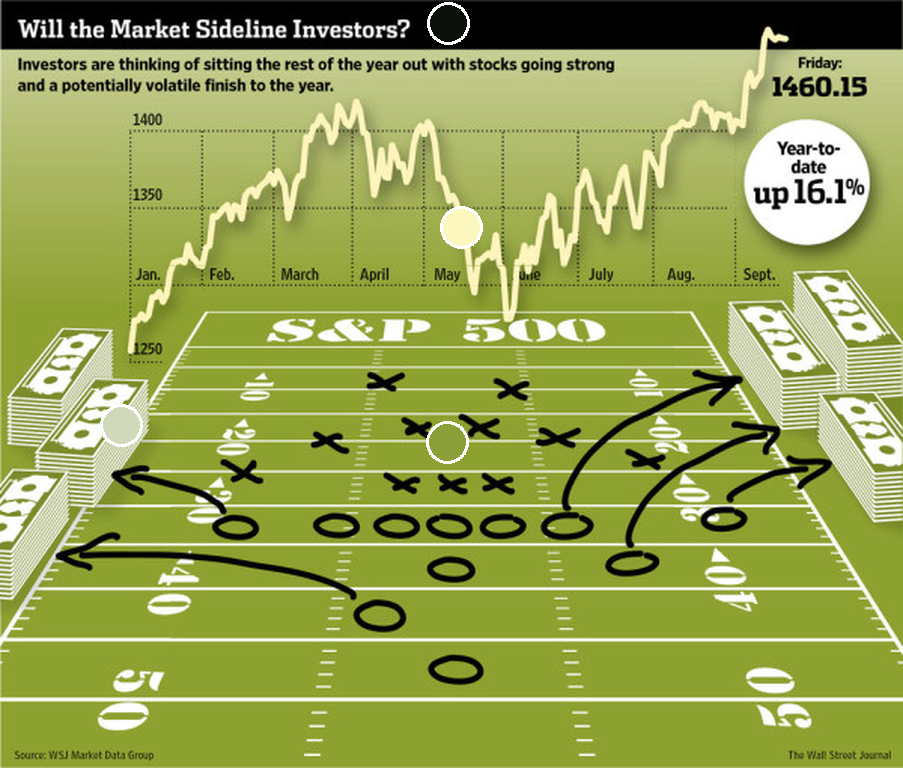 Will the Market Sideline Investors?
Investors are thinking of sitting the rest of the year out with stocks going strong
and a potentially volatile finish to the year.
Friday:
1460.15
Year-to-
date
up 16.1%
1400
1350
Jan. Feb. March April May June July Aug. Sept.
1250
S&P 500
10 10
20 20
30 30
40 40
50 50
Source: WSJ Market Data Group
The Wall Street Journal